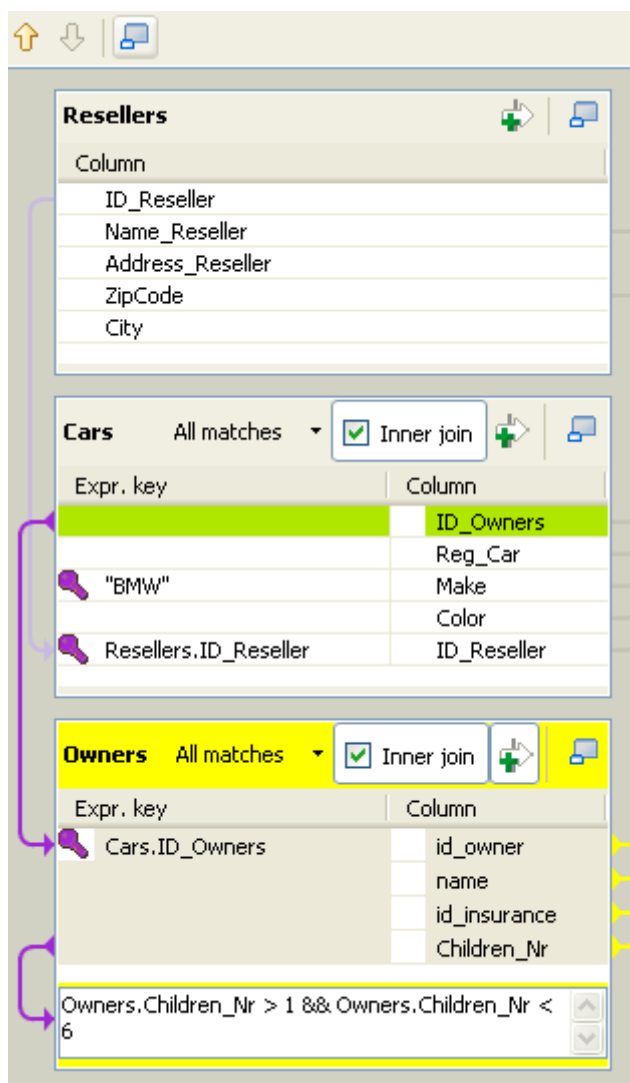 Resellers
Column
ID_Reseller
Name_Reseller
Address_Reseller
ZipCode
City
Cars All matches Inner join
Expr. key Column
ID_Owners
Reg_Car
"BMW" Make
Color
Resellers.ID_Reseller ID_Reseller
Owners All matches Inner join
Expr. key Column
Cars.ID_Owners id_owner
name
id_insurance
Children_Nr
Owners.Children_Nr > 1 && Owners.Children_Nr <
6